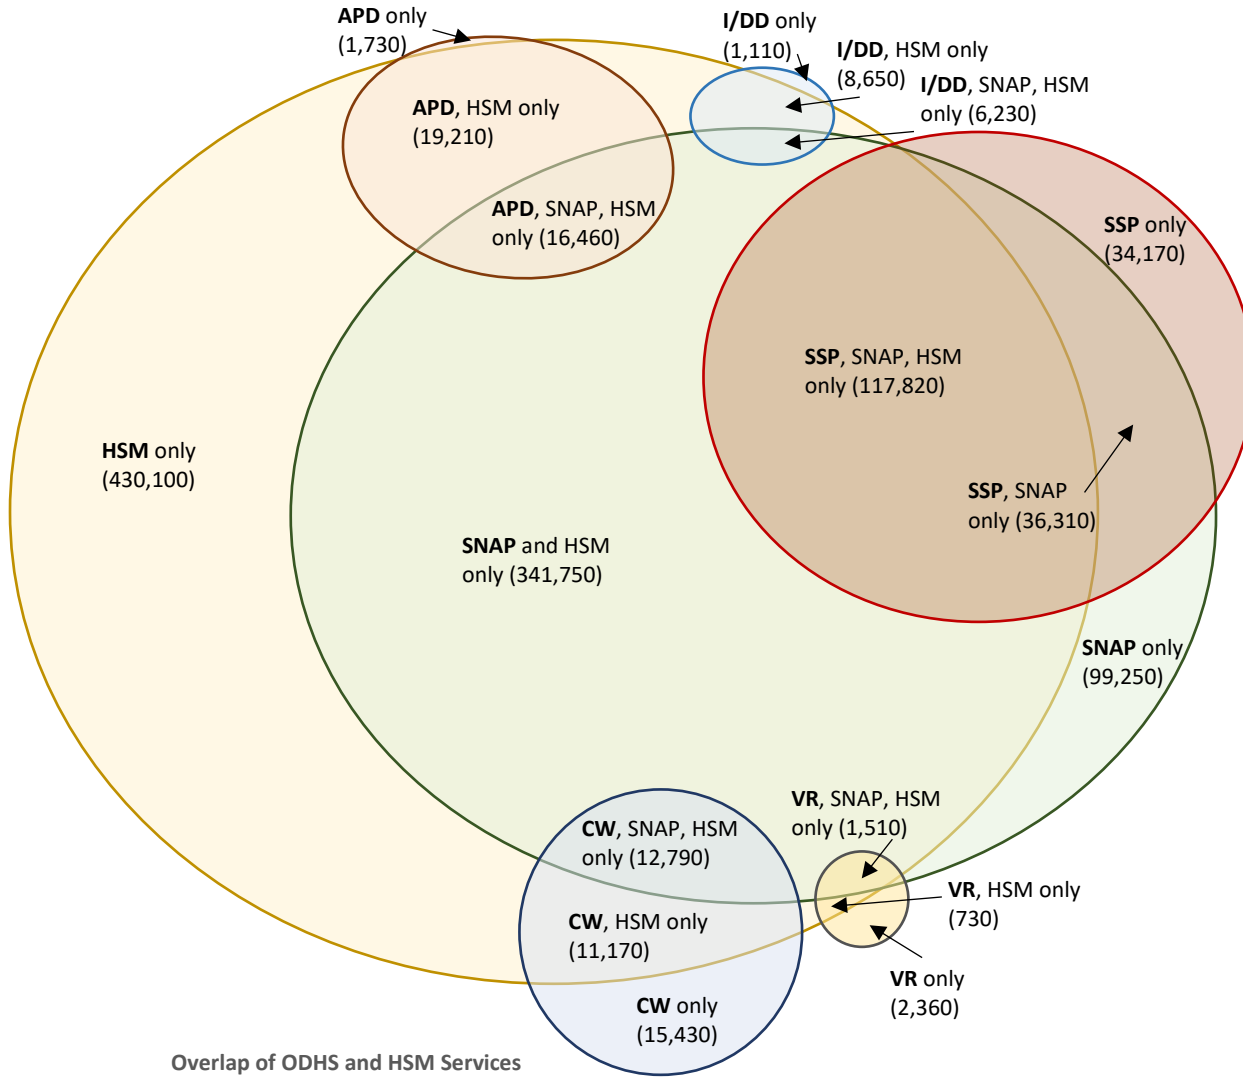 APD only
(1,730)
I/DD only
(1,110)
I/DD, HSM only
(8,650)
I/DD, SNAP, HSM
only (6,230)
APD, HSM only
(19,210)
APD, SNAP, HSM
only (16,460)
SSP only
(34,170)
SSP, SNAP, HSM
only (117,820)
HSM only
(430,100)
SSP, SNAP
only (36,310)
SNAP and HSM
only (341,750)
SNAP only
(99,250)
VR, SNAP, HSM
only (1,510)
CW, SNAP, HSM
only (12,790)
VR, HSM only
(730)
CW, HSM only
(11,170)
VR only
(2,360)
CW only
(15,430)
Overlap of ODHS and HSM Services